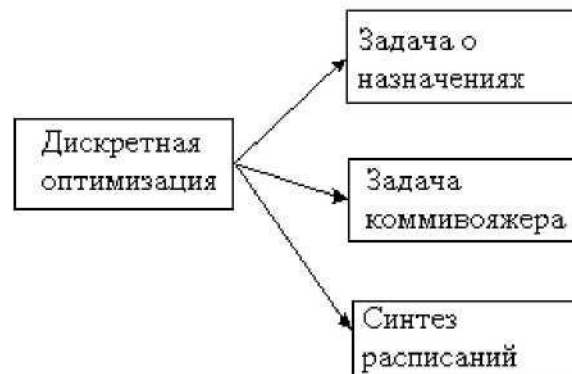 Задача о
назначениях
Дискретная
оптимизация
Задача
коммивояжера
Синтез
расписаний